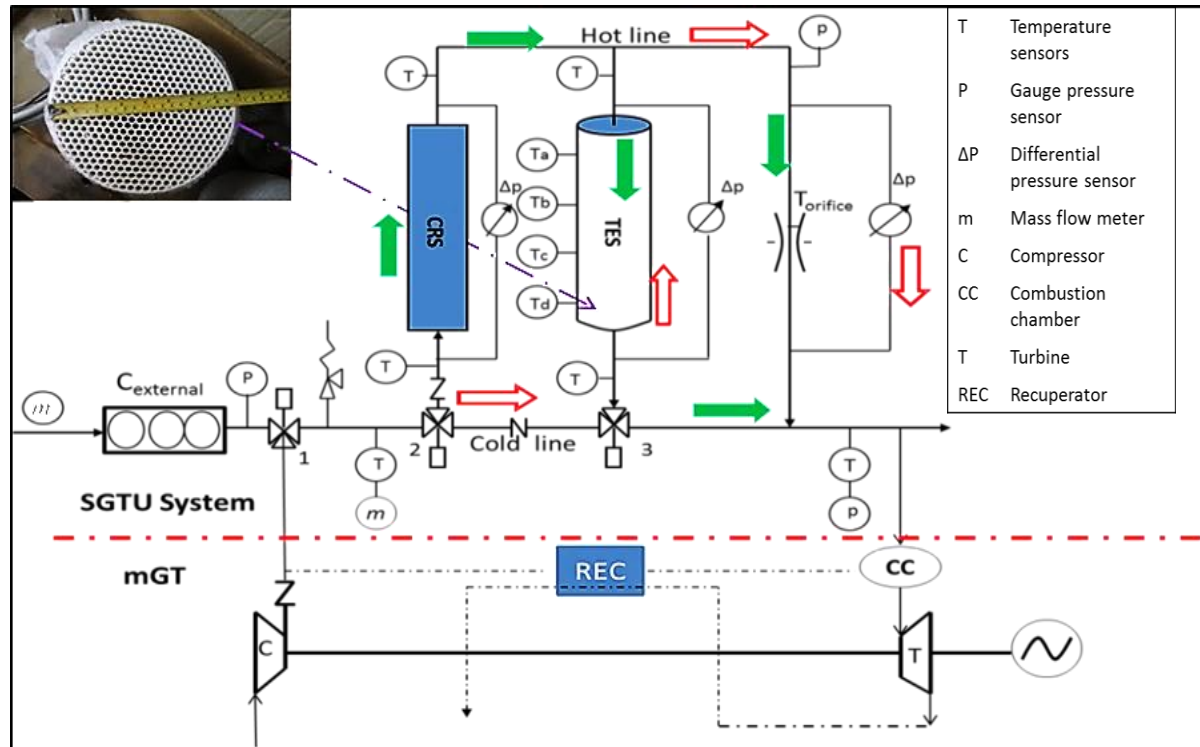 Hot line
p
T
T
CRS
Δp
Ta
Tb
Tc
Td
TES
Δp
Torifice
Δp
T
T
m
Cexternal
P
1
2
Cold line
3
T
m
T
p
SGTU System
mGT
REC
CC
C
T
T Temperature
sensors
P Gauge pressure
sensor
ΔP Differential
pressure sensor
m Mass flow meter
C Compressor
CC Combustion
chamber
T Turbine
REC Recuperator